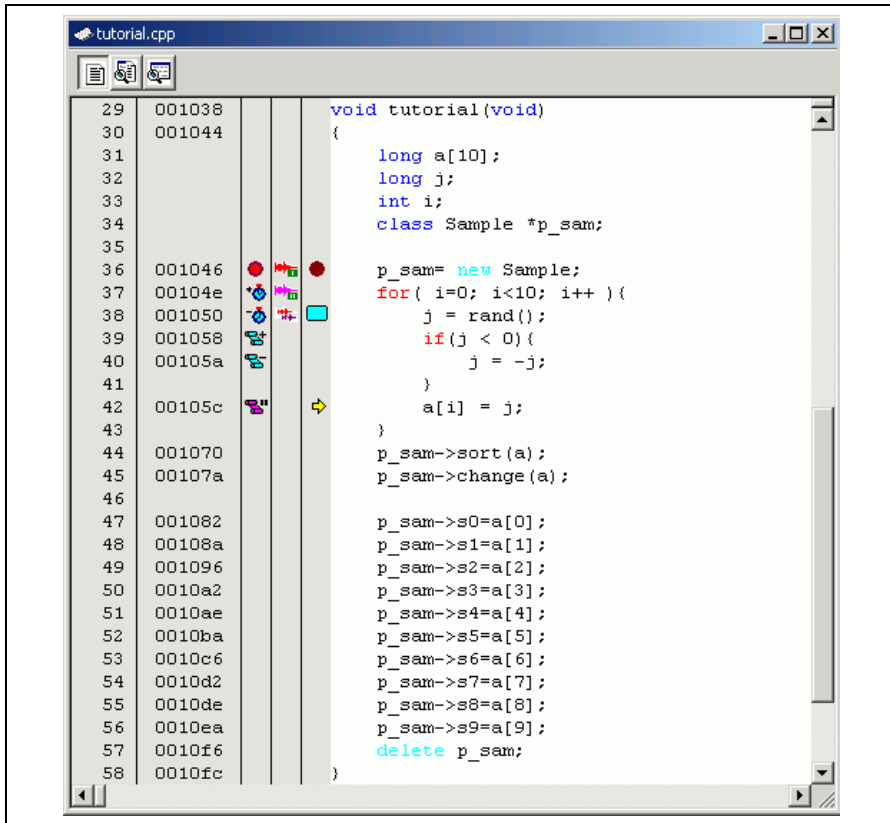 tutorial.cpp
29 001038 void tutorial(void)
30 001044 {
31 long a[10];
32 long j;
33 int i;
34 class Sample *p_sam;
35
36 001046 p_sam= new Sample;
37 00104e for( i=0; i<10; i++ ){
38 001050 j = rand();
39 001058 if(j < 0){
40 00105a j = -j;
41 }
42 00105c a[i] = j;
43 }
44 001070 p_sam->sort(a);
45 00107a p_sam->change(a);
46
47 001082 p_sam->s0=a[0];
48 00108a p_sam->s1=a[1];
49 001096 p_sam->s2=a[2];
50 0010a2 p_sam->s3=a[3];
51 0010ae p_sam->s4=a[4];
52 0010ba p_sam->s5=a[5];
53 0010c6 p_sam->s6=a[6];
54 0010d2 p_sam->s7=a[7];
55 0010de p_sam->s8=a[8];
56 0010ea p_sam->s9=a[9];
57 0010f6 delete p_sam;
58 0010fc }